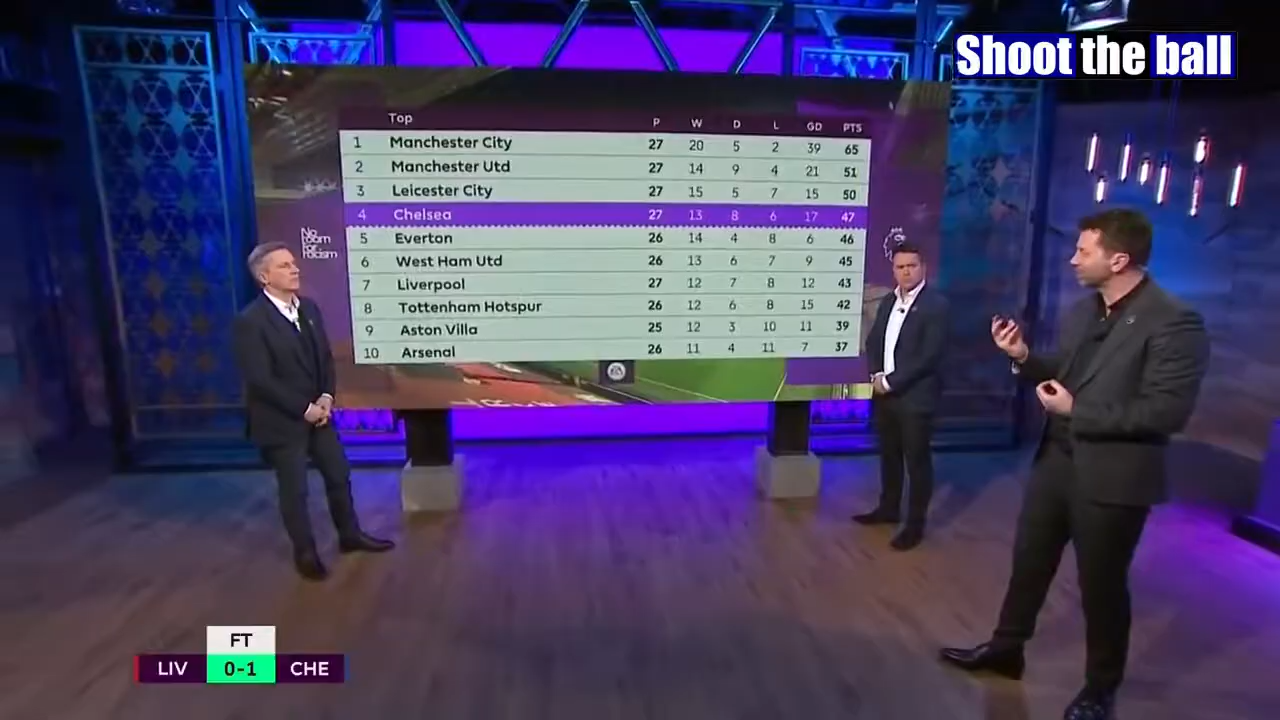 Shoot the ball
Top P W D L GD PTS
1 Manchester City 27 20 5 2 39 65
2 Manchester Utd 27 14 9 4 21 51
3 Leicester City 27 15 5 7 15 50
4 Chelsea 27 13 8 6 17 47
5 Everton 26 14 4 8 6 46
6 West Ham Utd 26 13 6 7 9 45
7 Liverpool 27 12 7 8 12 43
8 Tottenham Hotspur 26 12 6 8 15 42
9 Aston Villa 25 12 3 10 11 39
10 Arsenal 26 11 4 11 7 37
No
Room
For
Racism
EA
FT
LIV 0-1 CHE